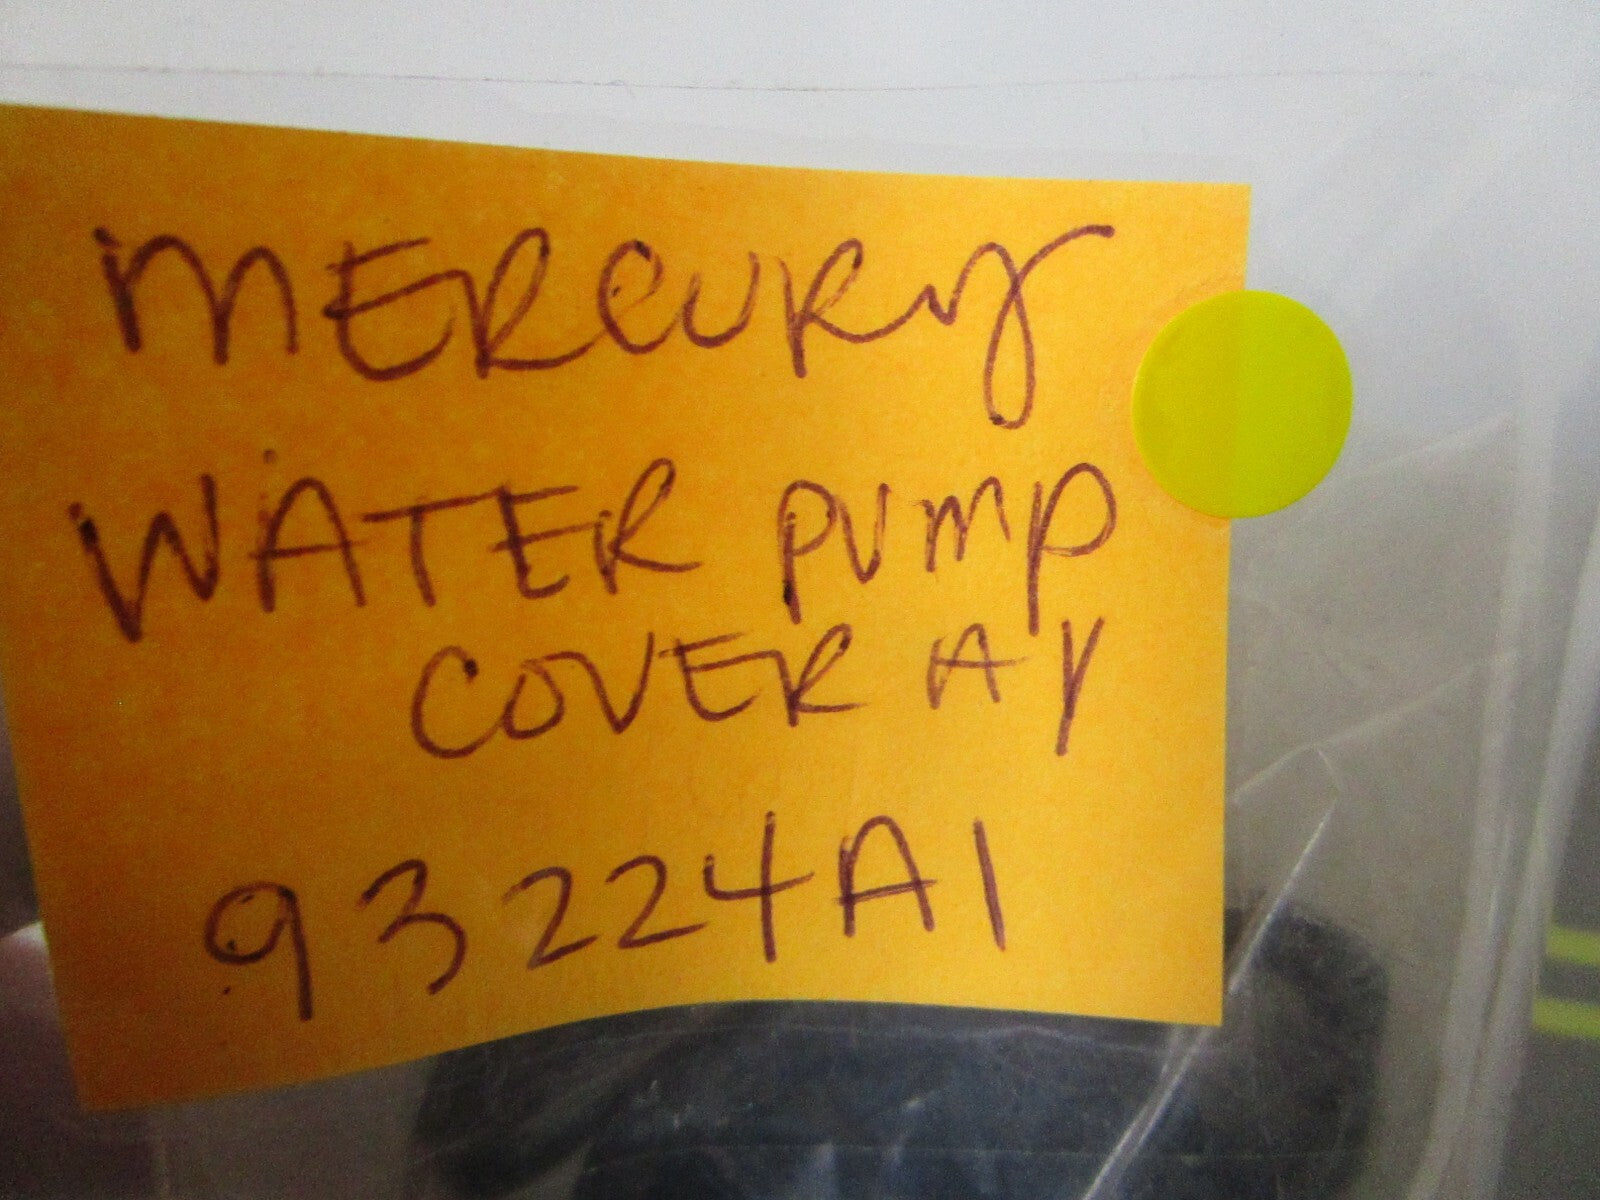 MERCURY
WATER PUMP
COVER AY
93224A1